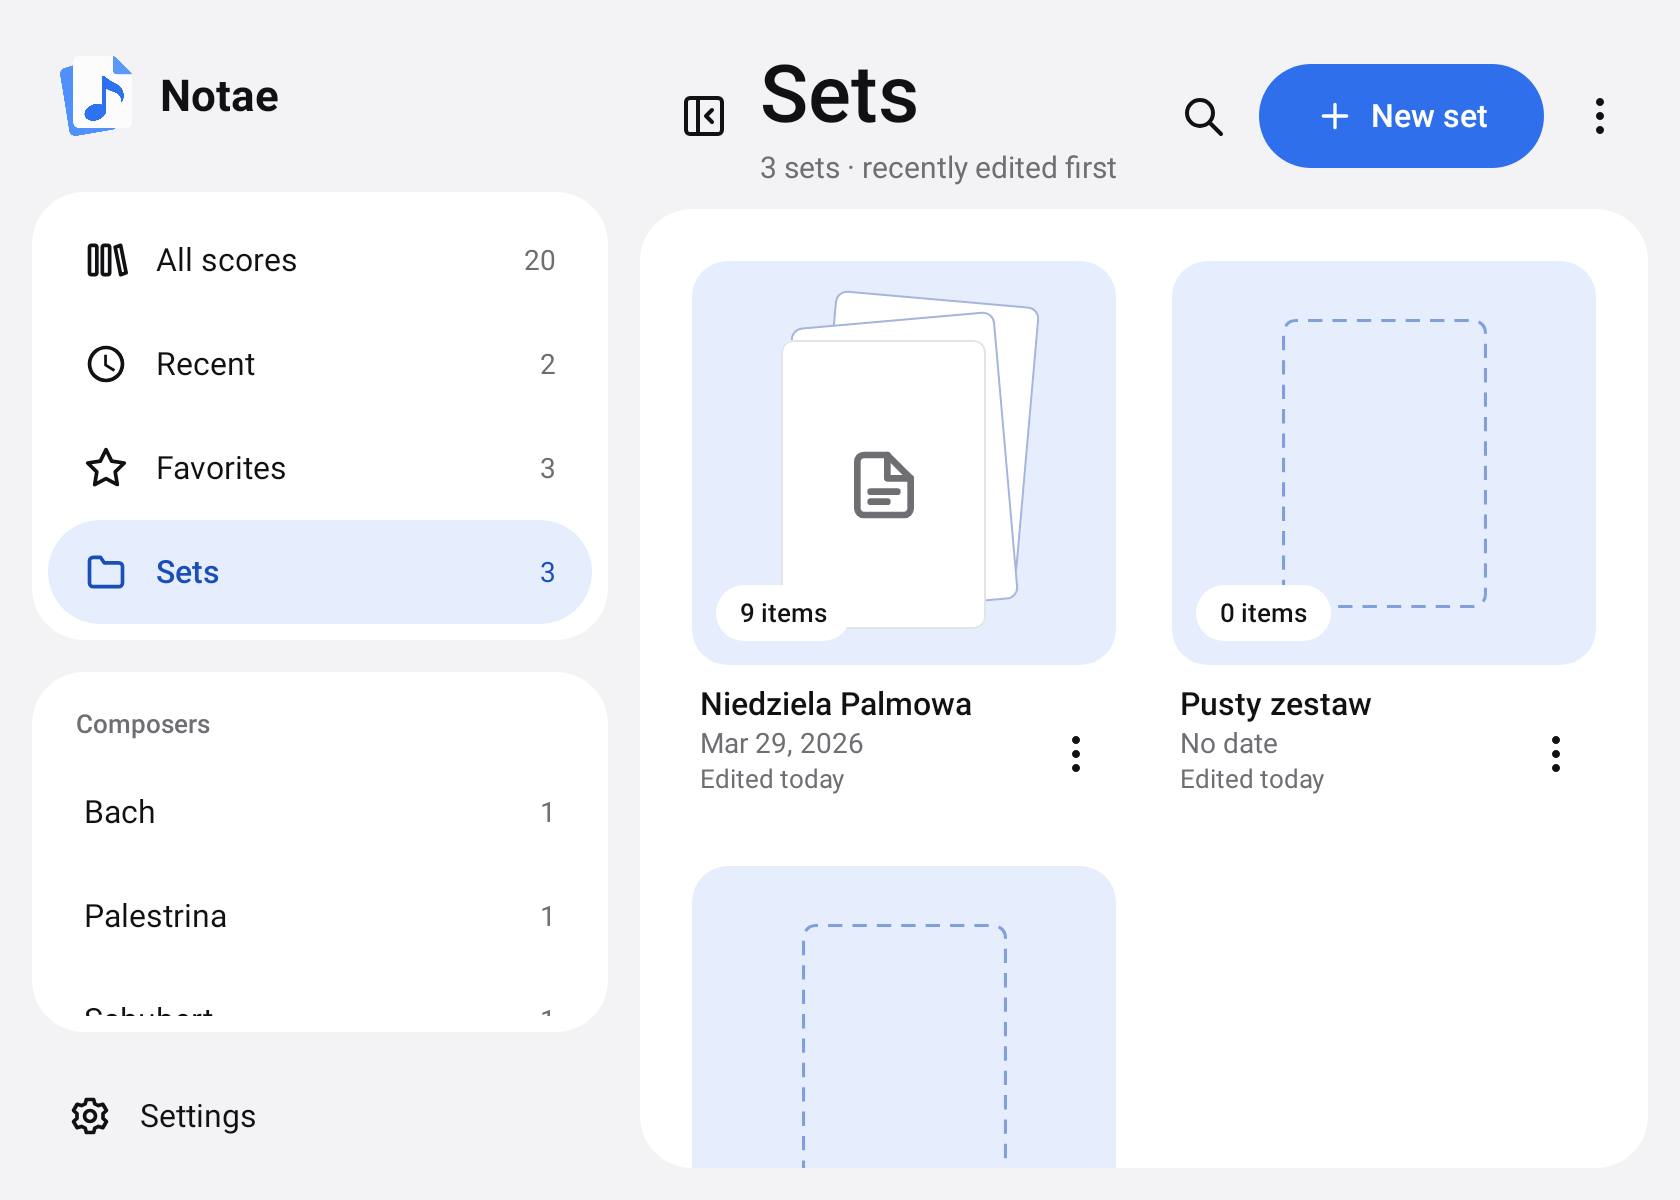 Notae
All scores 20
Recent 2
Favorites 3
Sets 3
Composers
Bach 1
Palestrina 1
Schubert 1
Settings
Sets
3 sets · recently edited first
New set
9 items
Niedziela Palmowa
Mar 29, 2026
Edited today
0 items
Pusty zestaw
No date
Edited today